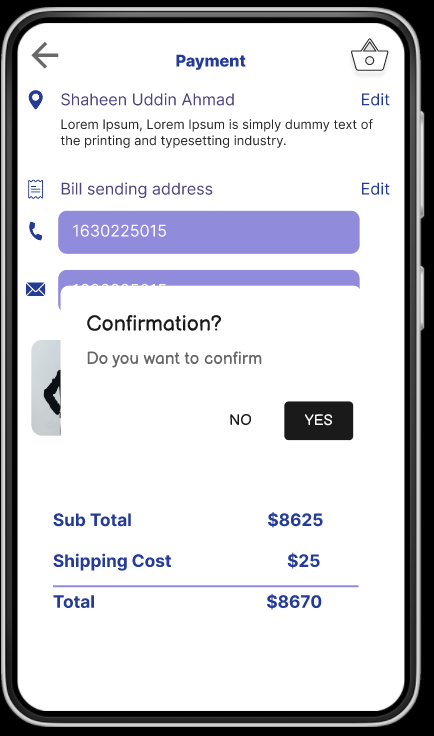 Payment
Shaheen Uddin Ahmad
Edit
Lorem Ipsum, Lorem Ipsum is simply dummy text of
the printing and typesetting industry.
Bill sending address
Edit
1630225015
Confirmation?
Do you want to confirm
NO
YES
Sub Total
$8625
Shipping Cost
$25
Total
$8670